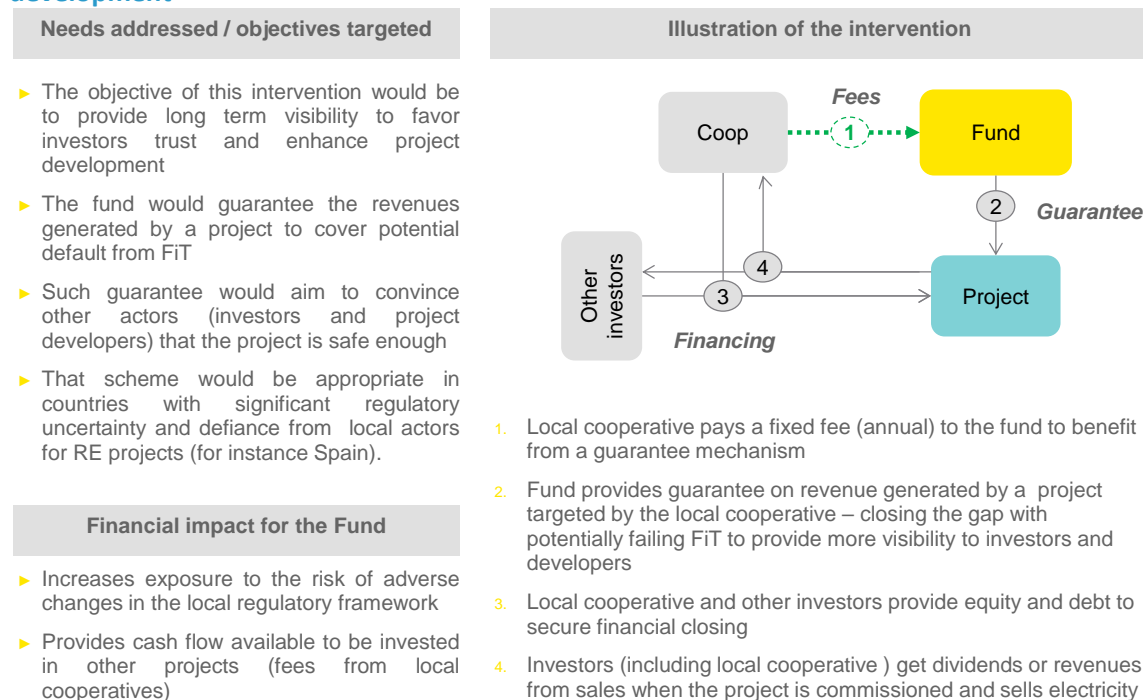 development
Needs addressed / objectives targeted
► The objective of this intervention would be
to provide long term visibility to favor
investors trust and enhance project
development
► The fund would guarantee the revenues
generated by a project to cover potential
default from FiT
► Such guarantee would aim to convince
other actors (investors and project
developers) that the project is safe enough
► That scheme would be appropriate in
countries with significant regulatory
uncertainty and defiance from local actors
for RE projects (for instance Spain).
Financial impact for the Fund
► Increases exposure to the risk of adverse
changes in the local regulatory framework
► Provides cash flow available to be invested
in other projects (fees from local
cooperatives)
Illustration of the intervention
Fees
Coop
1
Fund
2
Guarantee
Other
investors
4
3
Project
Financing
1. Local cooperative pays a fixed fee (annual) to the fund to benefit
from a guarantee mechanism
2. Fund provides guarantee on revenue generated by a project
targeted by the local cooperative – closing the gap with
potentially failing FiT to provide more visibility to investors and
developers
3. Local cooperative and other investors provide equity and debt to
secure financial closing
4. Investors (including local cooperative ) get dividends or revenues
from sales when the project is commissioned and sells electricity